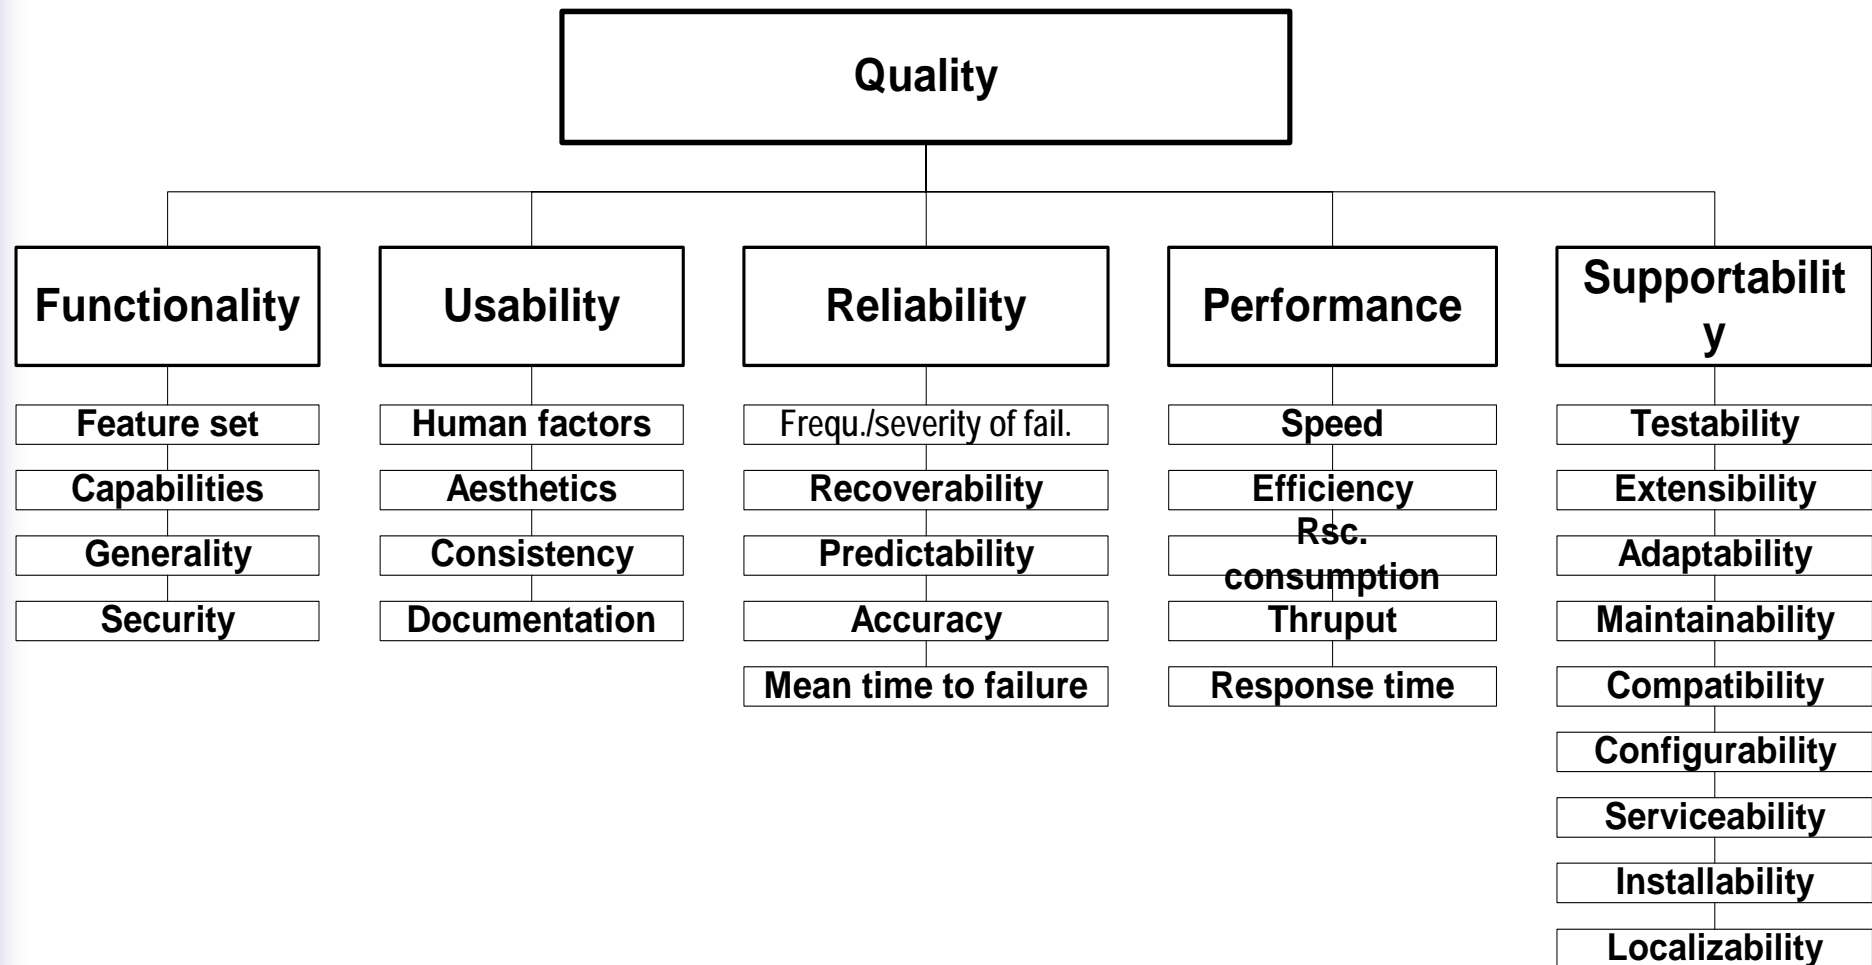 Quality
Functionality
Feature set
Capabilities
Generality
Security
Usability
Human factors
Aesthetics
Consistency
Documentation
Reliability
Frequ./severity of fail.
Recoverability
Predictability
Accuracy
Mean time to failure
Performance
Speed
Efficiency
Rsc.
consumption
Thruput
Response time
Supportabilit
y
Testability
Extensibility
Adaptability
Maintainability
Compatibility
Configurability
Serviceability
Installability
Localizability